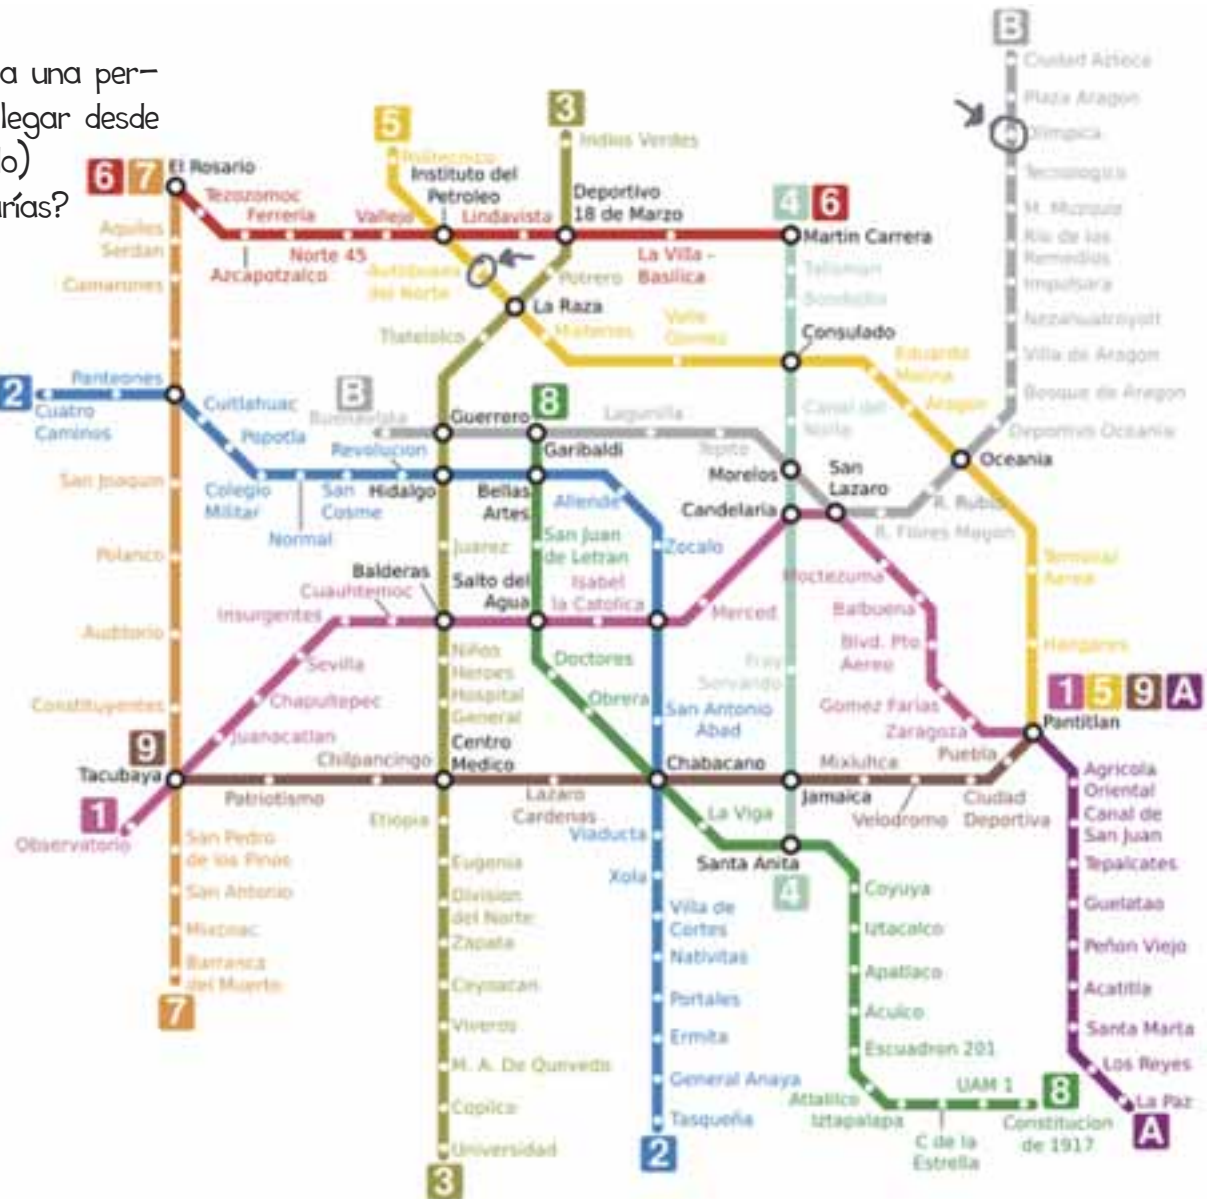 a una per-
legar desde
o)
arías?
B
Ciudad Azteca
Plaza Aragon
Olimpica
Tecnologico
M. Muzquiz
Rio de los
Remedios
Impulsora
Nezahualcoyotl
Villa de Aragon
Bosque de Aragon
Deportivo Oceania
5
3
Politecnico
Indios Verdes
Instituto del
Petroleo
Deportivo
18 de Marzo
6 7
El Rosario
4 6
Martin Carrera
Tezozomoc
Ferreria
Vallejo
Lindavista
Norte 45
Azcapotzalco
La Villa -
Basilica
Aquiles
Serdan
Camarones
Autobuses
del Norte
Potrero
La Raza
Talisman
Bondojito
Tlatelolco
Misterios
Valle
Gomez
Consulado
Eduardo
Molina
Aragon
2
Panteones
Cuatro
Caminos
Cuitlahuac
Popotla
B
Buenavista
Guerrero
8
Garibaldi
Lagunilla
Tepito
Canal del
Norte
Revolucion
Morelos
San
Lazaro
Oceania
San Joaquin
Colegio
Militar
San
Cosme
Hidalgo
Bellas
Artes
Allende
Candelaria
R. Rubio
R. Flores Magon
Normal
Juarez
San Juan
de Letran
Zocalo
Polanco
Balderas
Cuauhtemoc
Salto del
Agua
Isabel
la Catolica
Moctezuma
Terminal
Aerea
Insurgentes
Merced
Balbuena
Auditorio
Sevilla
Niños
Heroes
Doctores
Fray
Servando
Blvd. Pto.
Aereo
Hangares
Constituyentes
Chapultepec
Hospital
General
Obrera
San Antonio
Abad
Gomez Farias
1 5 9 A
Pantitlan
Juanacatlan
Zaragoza
9
Tacubaya
Chilpancingo
Centro
Medico
Chabacano
Mixiuhca
Puebla
Patriotismo
Lazaro
Cardenas
Jamaica
Velodromo
Ciudad
Deportiva
Agricola
Oriental
1
Observatorio
Etiopia
Viaducto
La Viga
Canal de
San Juan
San Pedro
de los Pinos
Eugenia
Xola
Santa Anita
4
Tepalcates
San Antonio
Division
del Norte
Villa de
Cortes
Coyuya
Guelatao
Mixcoac
Zapata
Nativitas
Iztacalco
Peñon Viejo
Barranca
del Muerto
Coyoacan
Portales
Apatlaco
Acatitla
7
Viveros
Ermita
Aculco
Santa Marta
M. A. De Quevedo
General Anaya
Escuadron 201
Los Reyes
Copilco
Tasqueña
Atlalilco
Iztapalapa
UAM 1
8
La Paz
Universidad
C de la
Estrella
Constitucion
de 1917
A
3
2